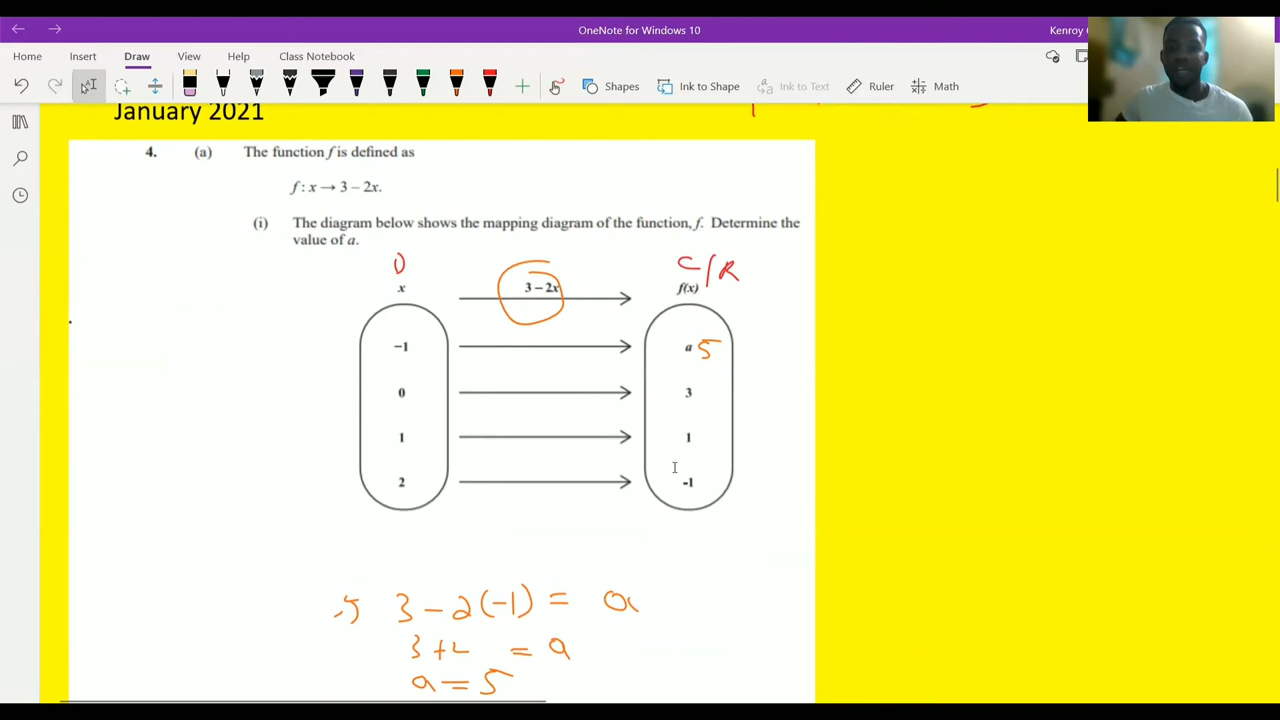 OneNote for Windows 10
Kenroy
Home Insert Draw View Help Class Notebook
Shapes Ink to Shape Ink to Text Ruler Math
January 2021
4. (a) The function f is defined as
f : x → 3 – 2x.
(i) The diagram below shows the mapping diagram of the function, f. Determine the
value of a.
D C/R
x 3 – 2x f(x)
–1 a 5
0 3
1 1
2 -1
3 - 2(-1) = a
3+2 = a
a = 5